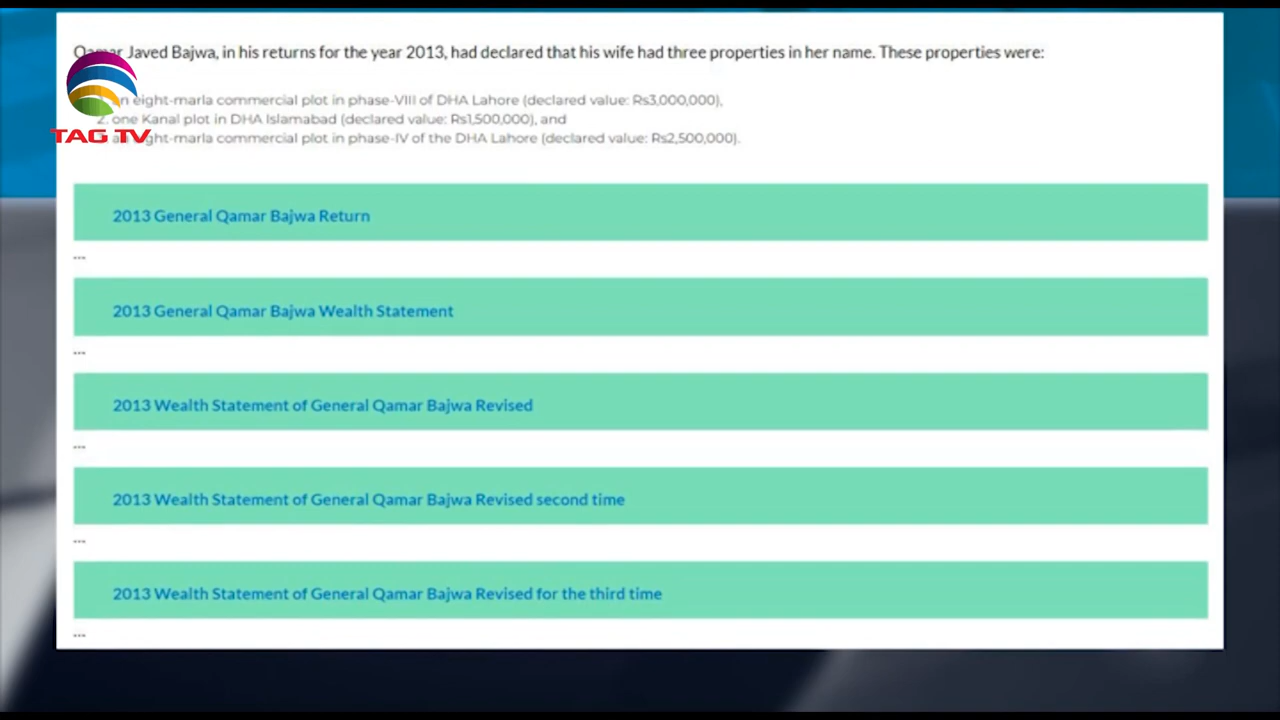 Qamar Javed Bajwa, in his returns for the year 2013, had declared that his wife had three properties in her name. These properties were:
an eight-marla commercial plot in phase-VIII of DHA Lahore (declared value: Rs3,000,000),
2. one Kanal plot in DHA Islamabad (declared value: Rs1,500,000), and
an eight-marla commercial plot in phase-IV of the DHA Lahore (declared value: Rs2,500,000).
TAG TV
2013 General Qamar Bajwa Return
...
2013 General Qamar Bajwa Wealth Statement
...
2013 Wealth Statement of General Qamar Bajwa Revised
...
2013 Wealth Statement of General Qamar Bajwa Revised second time
...
2013 Wealth Statement of General Qamar Bajwa Revised for the third time
...